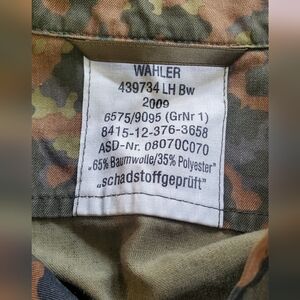 WAHLER
439734 LH Bw
2009
6575/9095 (GrNr 1)
8415-12-376-3658
ASD-Nr. 08070C070
"65% Baumwolle/35% Polyester"
„schadstoffgeprüft"